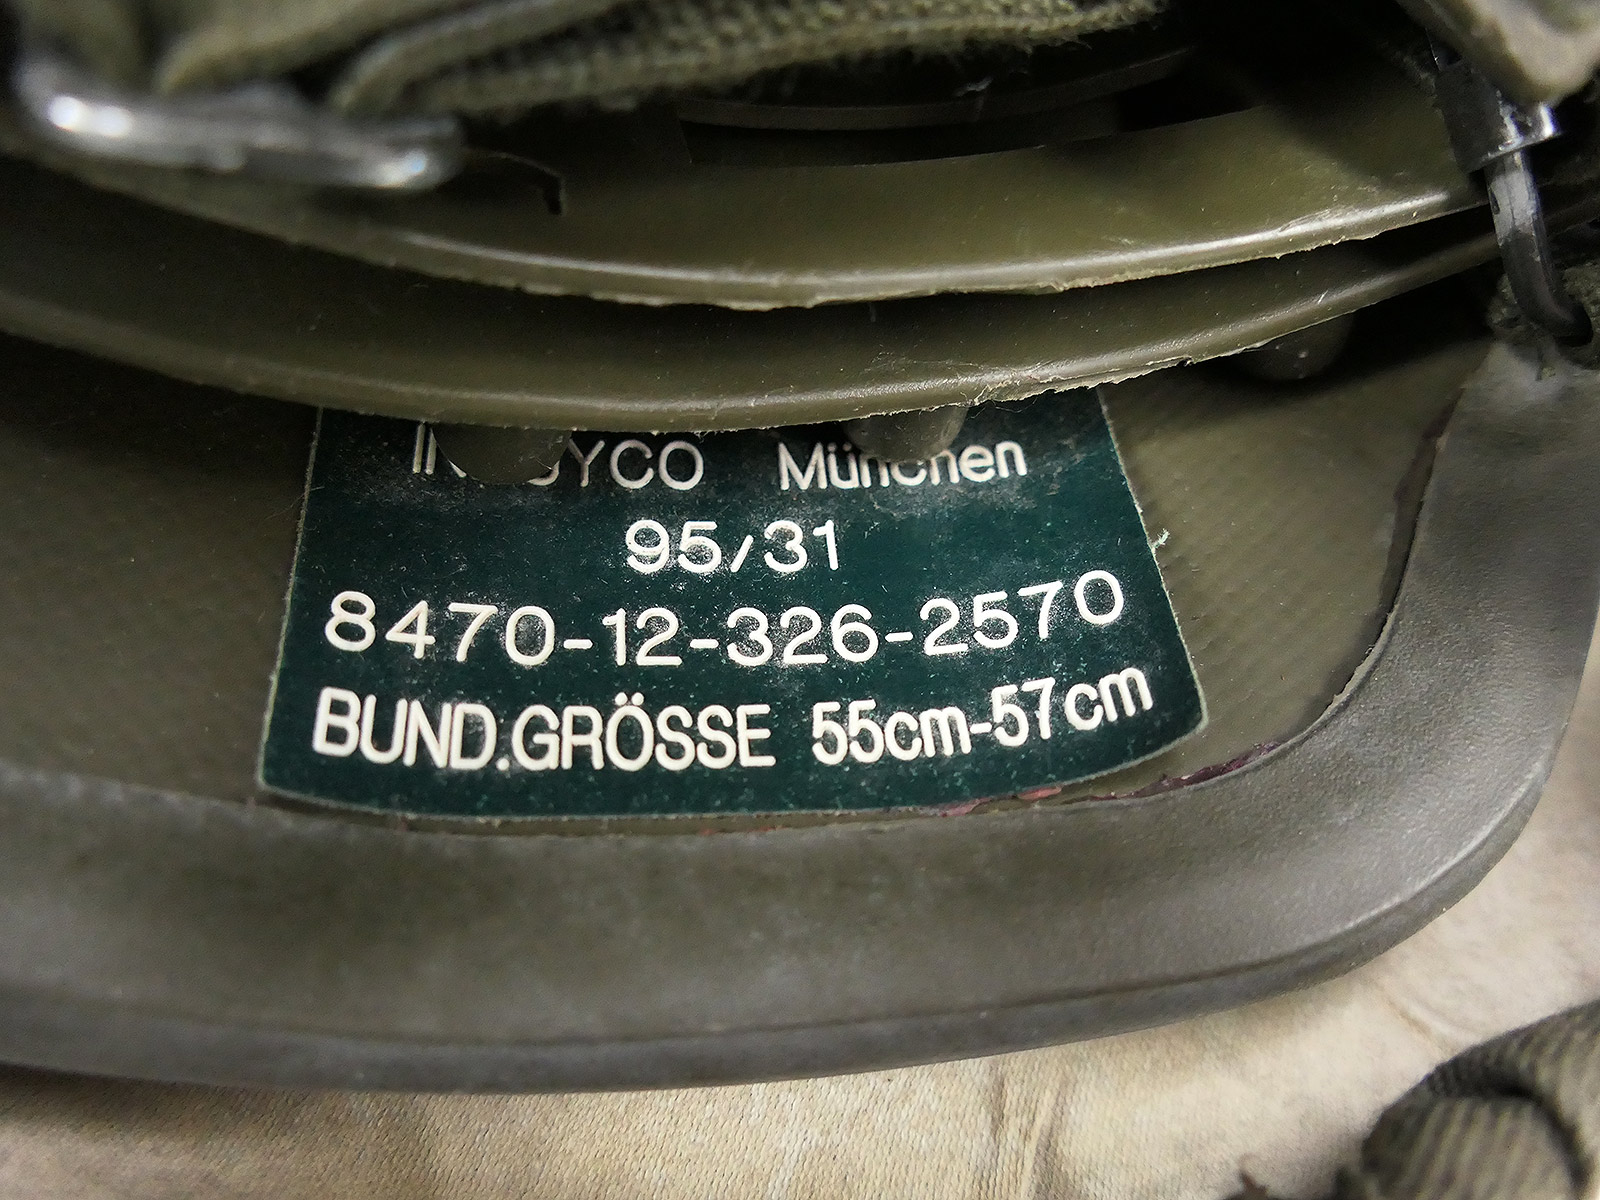 München
95/31
8470-12-326-2570
BUND.GRÖSSE 55cm-57cm